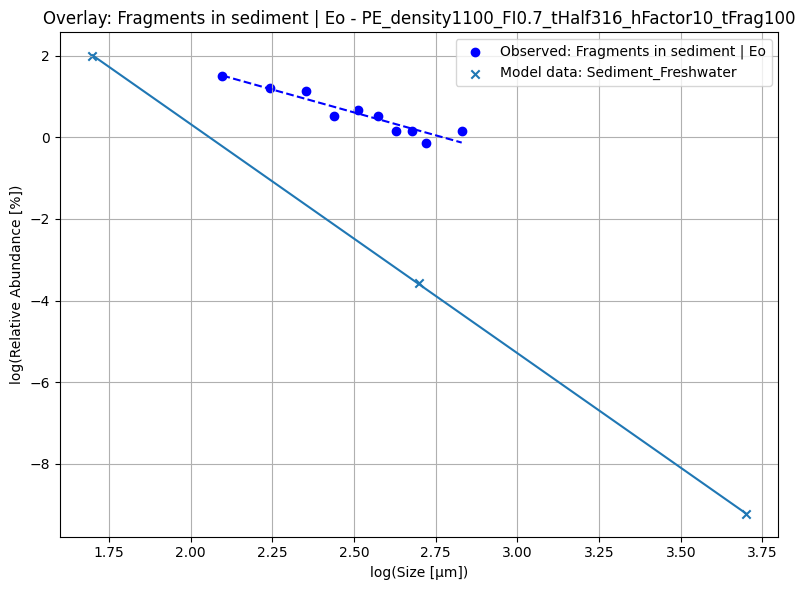 Overlay: Fragments in sediment | Eo - PE_density1100_FI0.7_tHalf316_hFactor10_tFrag100
Observed: Fragments in sediment | Eo
Model data: Sediment_Freshwater
2
0
−2
−4
−6
−8
log(Relative Abundance [%])
1.75 2.00 2.25 2.50 2.75 3.00 3.25 3.50 3.75
log(Size [μm])